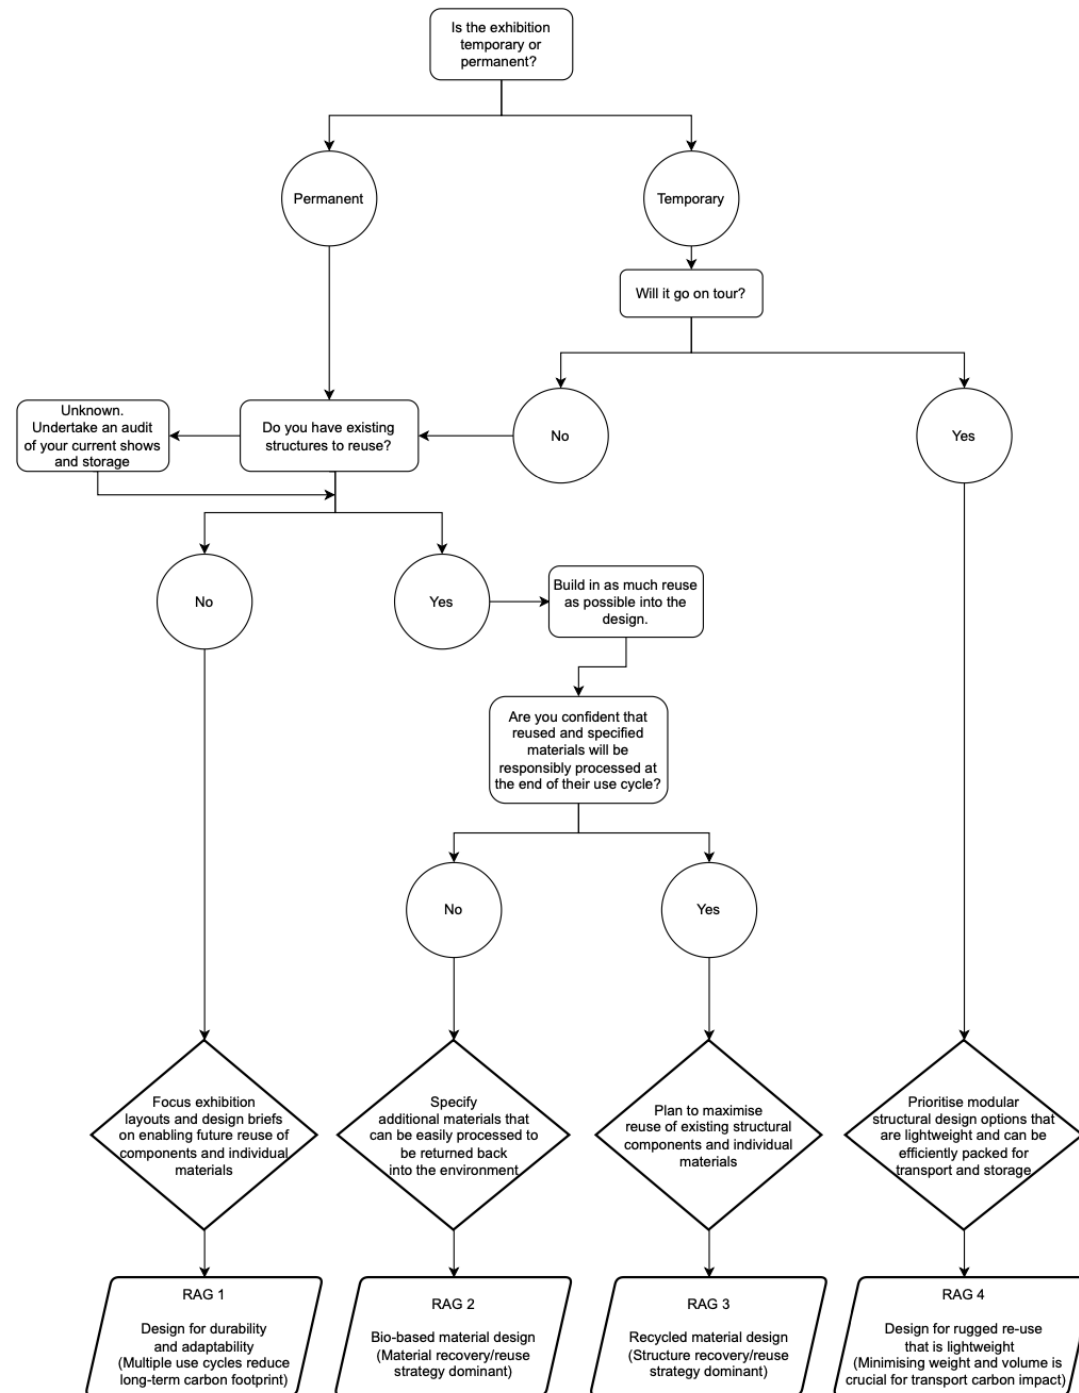 Is the exhibition
temporary or
permanent?
Permanent
Temporary
Will it go on tour?
Unknown.
Undertake an audit
of your current shows
and storage
Do you have existing
structures to reuse?
No
Yes
No
Yes
Build in as much reuse
as possible into the
design.
Are you confident that
reused and specified
materials will be
responsibly processed at
the end of their use cycle?
No
Yes
Focus exhibition
layouts and design briefs
on enabling future reuse of
components and individual
materials
Specify
additional materials that
can be easily processed to
be returned back
into the environment
Plan to maximise
reuse of existing structural
components and individual
materials
Prioritise modular
structural design options that
are lightweight and can be
efficiently packed for
transport and storage
RAG 1
Design for durability
and adaptability
(Multiple use cycles reduce
long-term carbon footprint)
RAG 2
Bio-based material design
(Material recovery/reuse
strategy dominant)
RAG 3
Recycled material design
(Structure recovery/reuse
strategy dominant)
RAG 4
Design for rugged re-use
that is lightweight
(Minimising weight and volume is
crucial for transport carbon impact)